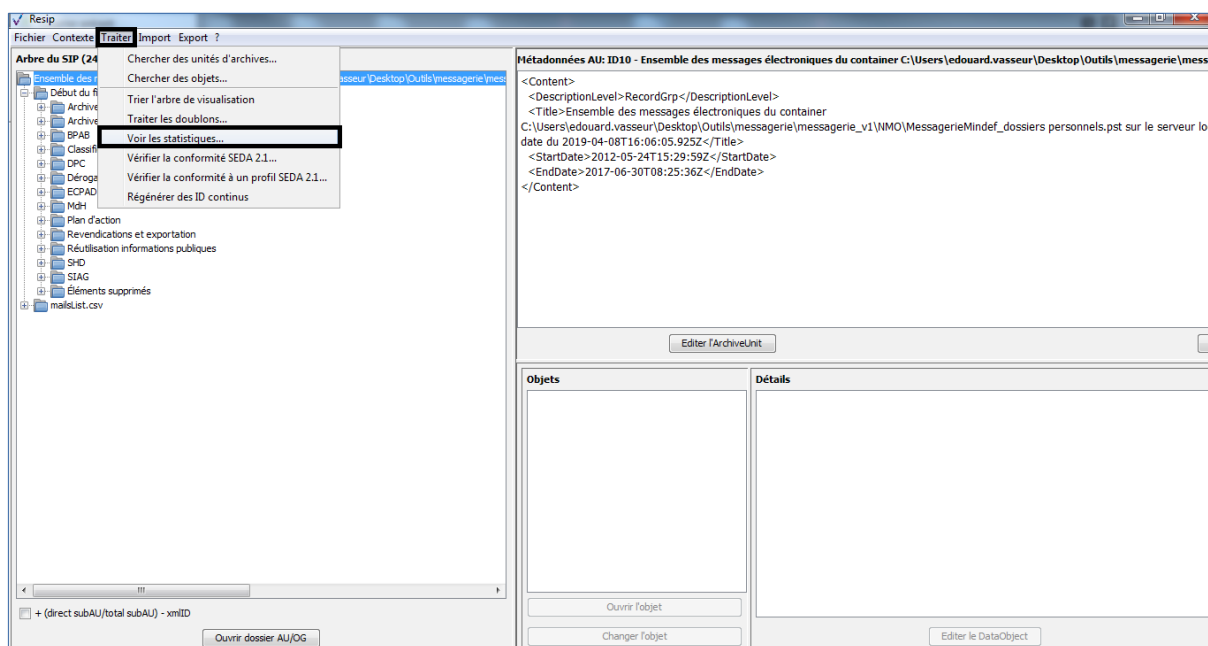 Resip
Fichier Contexte Traiter Import Export ?
Arbre du SIP (24
Chercher des unités d'archives...
Chercher des objets...
Trier l'arbre de visualisation
Traiter les doublons...
Voir les statistiques...
Vérifier la conformité SEDA 2.1...
Vérifier la conformité à un profil SEDA 2.1...
Régénérer des ID continus
Ensemble des asseur\Desktop\Outils\messagerie\mess
Début du fi
Archive
Archive
BPAB
Classifi
DPC
Déroga
ECPAD
MdH
Plan d'action
Revendications et exportation
Réutilisation informations publiques
SHD
SIAG
Éléments supprimés
mailsList.csv
+ (direct subAU/total subAU) - xmlID
Ouvrir dossier AU/OG
Métadonnées AU: ID10 - Ensemble des messages électroniques du container C:\Users\edouard.vasseur\Desktop\Outils\messagerie\mess
<Content>
<DescriptionLevel>RecordGrp</DescriptionLevel>
<Title>Ensemble des messages électroniques du container
C:\Users\edouard.vasseur\Desktop\Outils\messagerie\messagerie_v1\NMO\MessagerieMindef_dossiers personnels.pst sur le serveur lo
date du 2019-04-08T16:06:05.925Z</Title>
<StartDate>2012-05-24T15:29:59Z</StartDate>
<EndDate>2017-06-30T08:25:36Z</EndDate>
</Content>
Editer l'ArchiveUnit
Objets
Détails
Ouvrir l'objet
Changer l'objet
Editer le DataObject